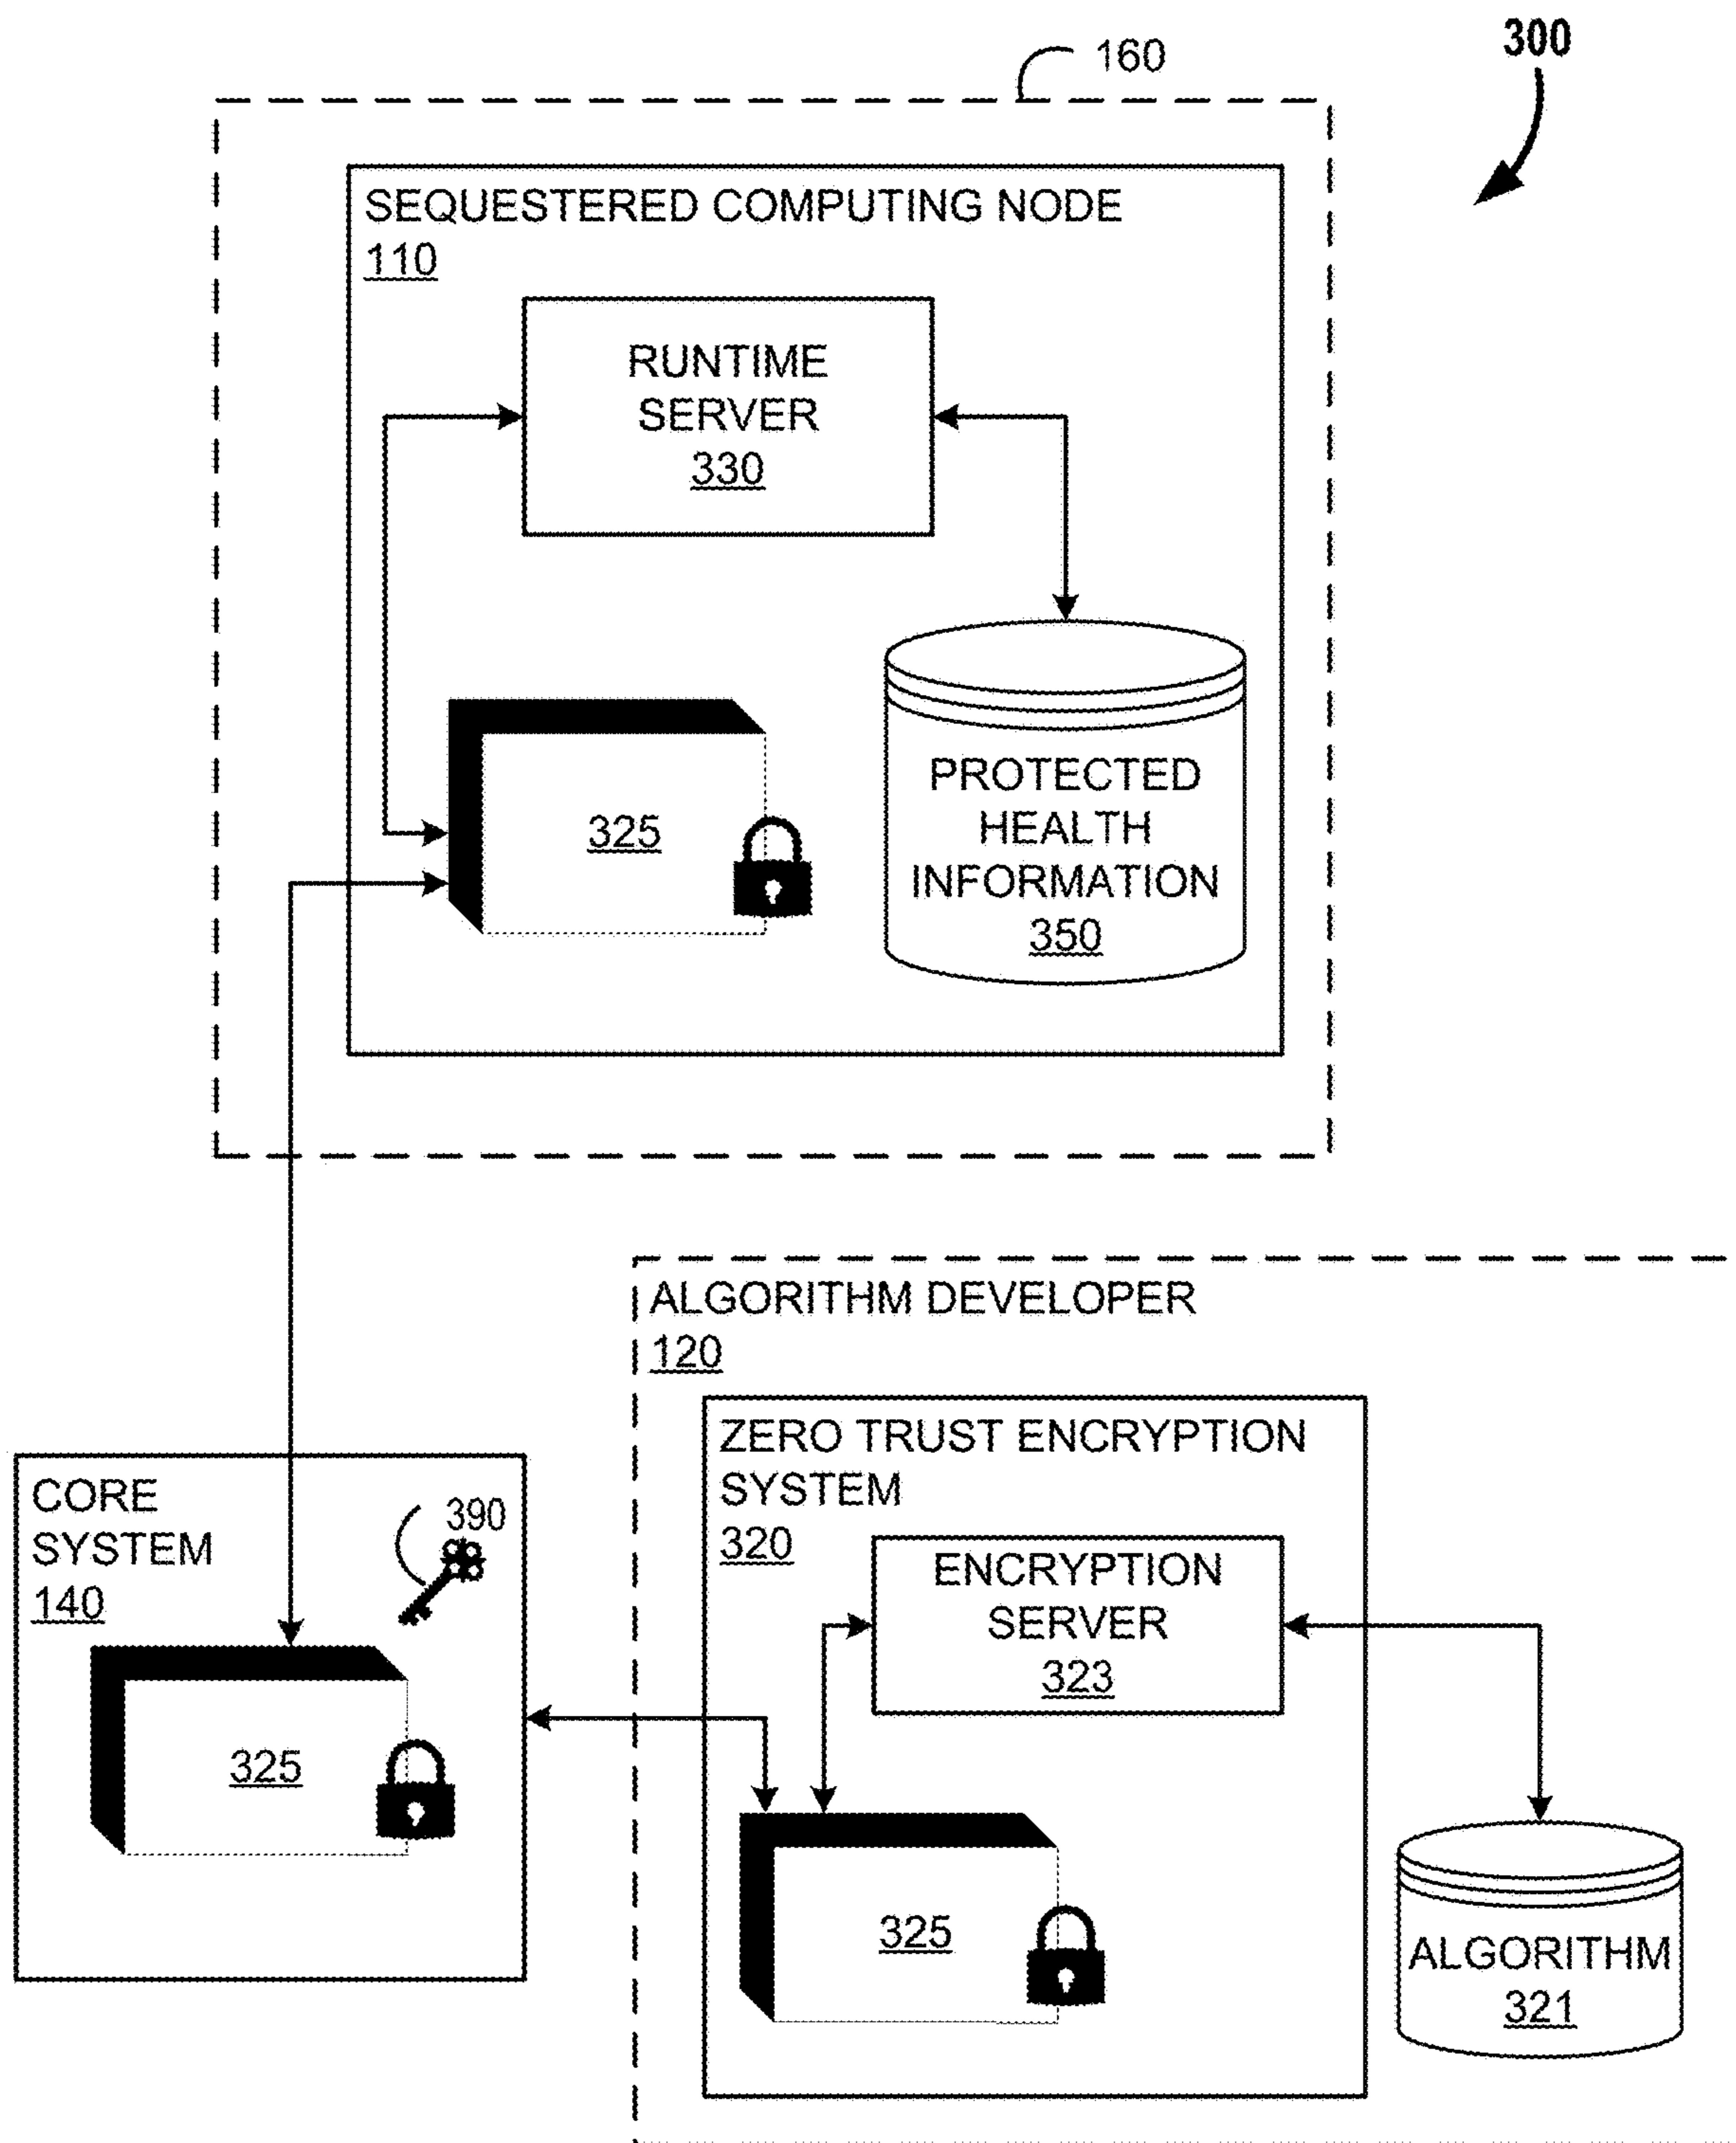 300
160
SEQUESTERED COMPUTING NODE
110
RUNTIME
SERVER
330
325
PROTECTED
HEALTH
INFORMATION
350
ALGORITHM DEVELOPER
120
CORE
SYSTEM
140
390
325
ZERO TRUST ENCRYPTION
SYSTEM
320
ENCRYPTION
SERVER
323
325
ALGORITHM
321